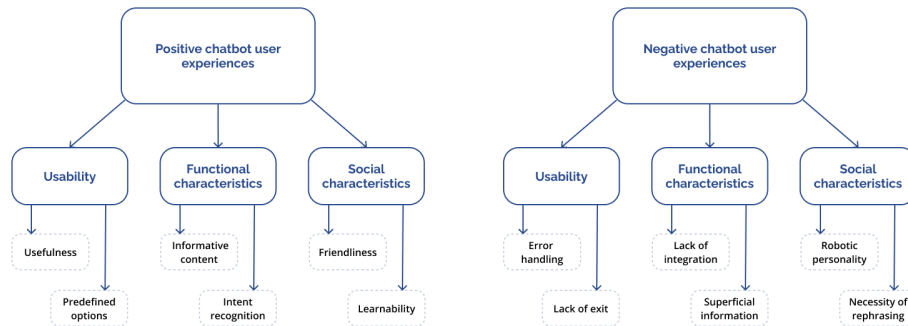 Positive chatbot user
experiences
Usability
Functional
characteristics
Social
characteristics
Usefulness
Informative
content
Friendliness
Predefined
options
Intent
recognition
Learnability
Negative chatbot user
experiences
Usability
Functional
characteristics
Social
characteristics
Error
handling
Lack of
integration
Robotic
personality
Lack of exit
Superficial
information
Necessity of
rephrasing